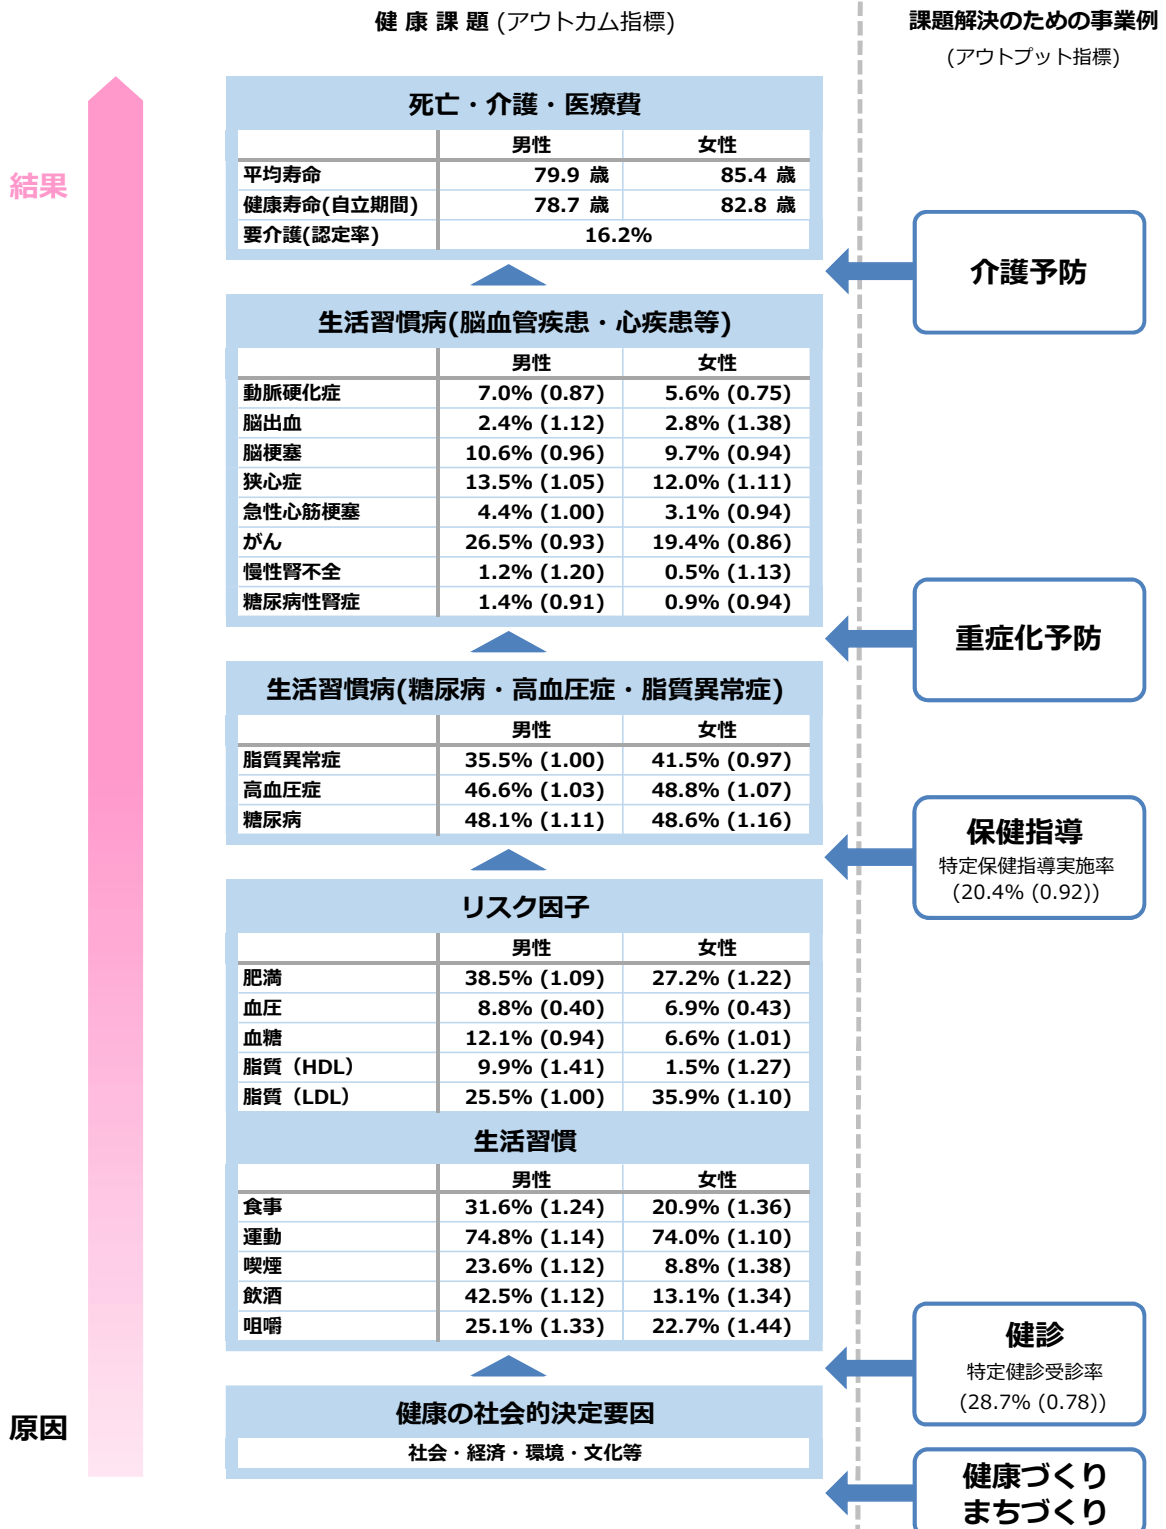 健 康 課 題 (アウトカム指標)
課題解決のための事業例
(アウトプット指標)
結果
原因
死亡・介護・医療費
男性 女性
平均寿命 79.9 歳 85.4 歳
健康寿命(自立期間) 78.7 歳 82.8 歳
要介護(認定率) 16.2%
介護予防
生活習慣病(脳血管疾患・心疾患等)
男性 女性
動脈硬化症 7.0% (0.87) 5.6% (0.75)
脳出血 2.4% (1.12) 2.8% (1.38)
脳梗塞 10.6% (0.96) 9.7% (0.94)
狭心症 13.5% (1.05) 12.0% (1.11)
急性心筋梗塞 4.4% (1.00) 3.1% (0.94)
がん 26.5% (0.93) 19.4% (0.86)
慢性腎不全 1.2% (1.20) 0.5% (1.13)
糖尿病性腎症 1.4% (0.91) 0.9% (0.94)
重症化予防
生活習慣病(糖尿病・高血圧症・脂質異常症)
男性 女性
脂質異常症 35.5% (1.00) 41.5% (0.97)
高血圧症 46.6% (1.03) 48.8% (1.07)
糖尿病 48.1% (1.11) 48.6% (1.16)
保健指導
特定保健指導実施率
(20.4% (0.92))
リスク因子
男性 女性
肥満 38.5% (1.09) 27.2% (1.22)
血圧 8.8% (0.40) 6.9% (0.43)
血糖 12.1% (0.94) 6.6% (1.01)
脂質（HDL） 9.9% (1.41) 1.5% (1.27)
脂質（LDL） 25.5% (1.00) 35.9% (1.10)
生活習慣
男性 女性
食事 31.6% (1.24) 20.9% (1.36)
運動 74.8% (1.14) 74.0% (1.10)
喫煙 23.6% (1.12) 8.8% (1.38)
飲酒 42.5% (1.12) 13.1% (1.34)
咀嚼 25.1% (1.33) 22.7% (1.44)
健診
特定健診受診率
(28.7% (0.78))
健康の社会的決定要因
社会・経済・環境・文化等
健康づくり
まちづくり